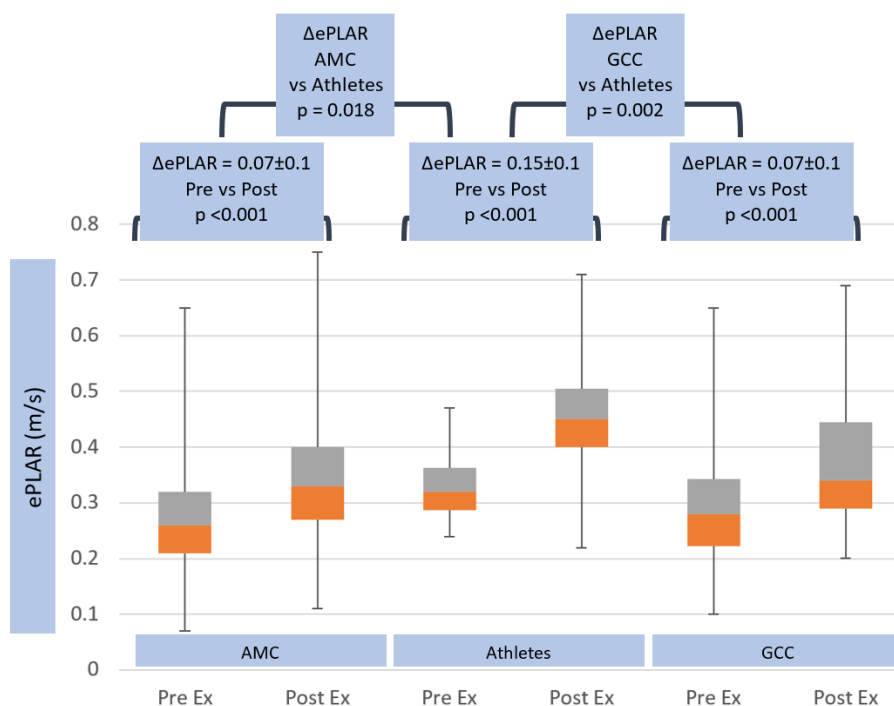 ΔePLAR
AMC
vs Athletes
p = 0.018
ΔePLAR
GCC
vs Athletes
p = 0.002
ΔePLAR = 0.07±0.1
Pre vs Post
p <0.001
ΔePLAR = 0.15±0.1
Pre vs Post
p <0.001
ΔePLAR = 0.07±0.1
Pre vs Post
p <0.001
ePLAR (m/s)
0.8
0.7
0.6
0.5
0.4
0.3
0.2
0.1
0
AMC
Athletes
GCC
Pre Ex
Post Ex
Pre Ex
Post Ex
Pre Ex
Post Ex